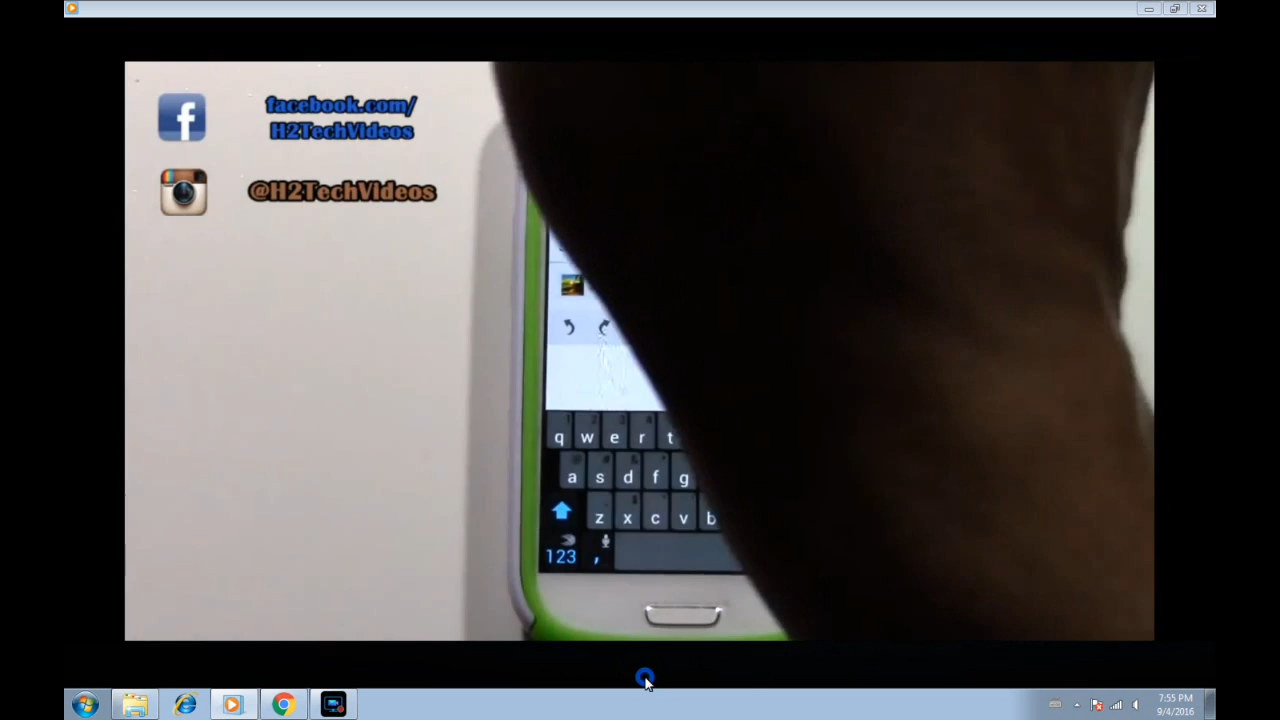 facebook.com/
H2TechVideos
@H2TechVideos
q w e r t
a s d f g
z x c v b
123 ,
7:55 PM
9/4/2016